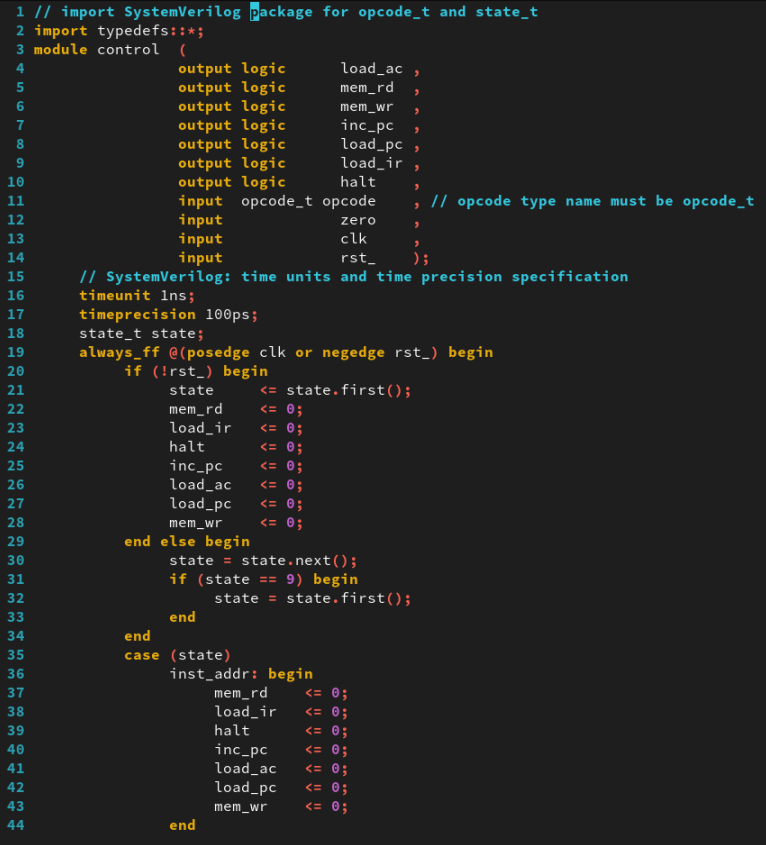 1 // import SystemVerilog package for opcode_t and state_t
2 import typedefs::*;
3 module control  (
4                 output logic      load_ac ,
5                 output logic      mem_rd  ,
6                 output logic      mem_wr  ,
7                 output logic      inc_pc  ,
8                 output logic      load_pc ,
9                 output logic      load_ir ,
10                 output logic      halt    ,
11                 input  opcode_t opcode    , // opcode type name must be opcode_t
12                 input             zero    ,
13                 input             clk     ,
14                 input             rst_    );
15     // SystemVerilog: time units and time precision specification
16     timeunit 1ns;
17     timeprecision 100ps;
18     state_t state;
19     always_ff @(posedge clk or negedge rst_) begin
20          if (!rst_) begin
21               state     <= state.first();
22               mem_rd    <= 0;
23               load_ir   <= 0;
24               halt      <= 0;
25               inc_pc    <= 0;
26               load_ac   <= 0;
27               load_pc   <= 0;
28               mem_wr    <= 0;
29          end else begin
30               state = state.next();
31               if (state == 9) begin
32                    state = state.first();
33               end
34          end
35          case (state)
36               inst_addr: begin
37                    mem_rd    <= 0;
38                    load_ir   <= 0;
39                    halt      <= 0;
40                    inc_pc    <= 0;
41                    load_ac   <= 0;
42                    load_pc   <= 0;
43                    mem_wr    <= 0;
44               end